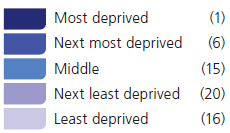 Most deprived (1)
Next most deprived (6)
Middle (15)
Next least deprived (20)
Least deprived (16)